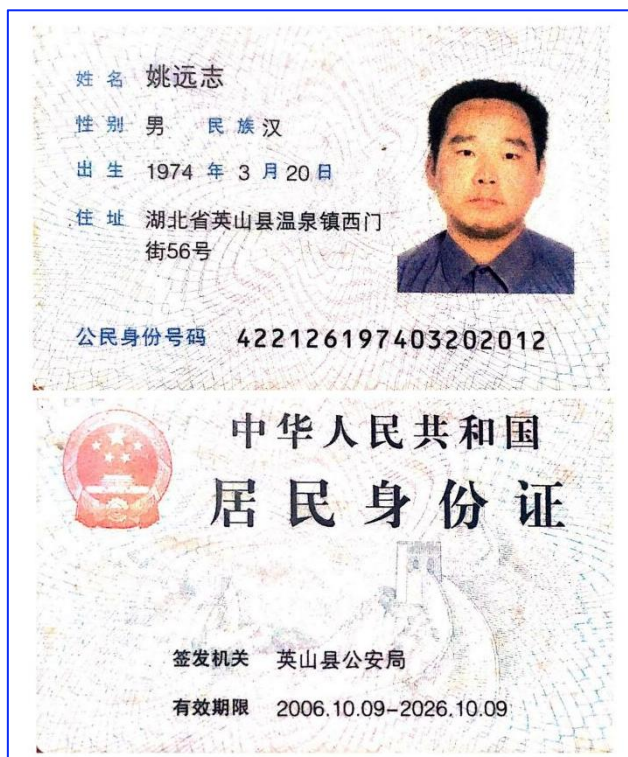 姓名 姚远志
性别 男 民族 汉
出生 1974 年 3 月 20 日
住址 湖北省英山县温泉镇西门
街56号
公民身份号码 422126197403202012
中华人民共和国
居民身份证
签发机关 英山县公安局
有效期限 2006.10.09-2026.10.09